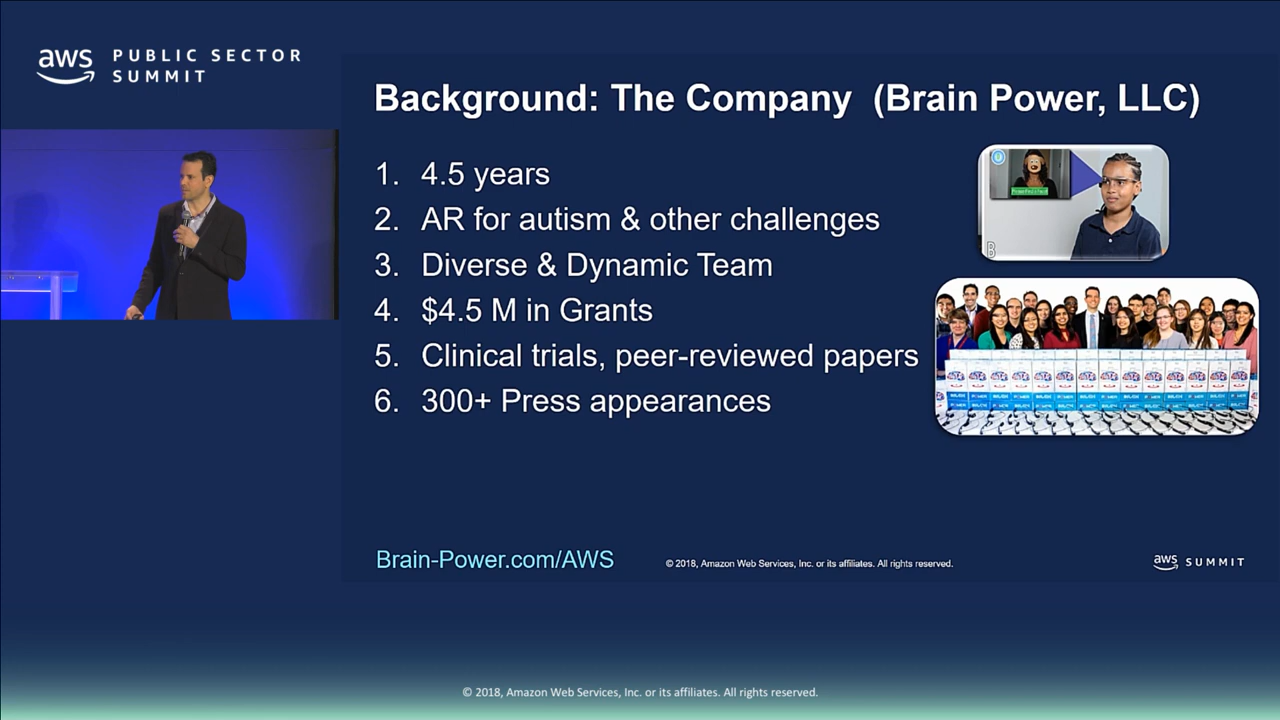 aws PUBLIC SECTOR
SUMMIT
Background: The Company (Brain Power, LLC)
1. 4.5 years
2. AR for autism & other challenges
3. Diverse & Dynamic Team
4. $4.5 M in Grants
5. Clinical trials, peer-reviewed papers
6. 300+ Press appearances
B
Brain-Power.com/AWS
© 2018, Amazon Web Services, Inc. or its affiliates. All rights reserved.
aws SUMMIT
© 2018, Amazon Web Services, Inc. or its affiliates. All rights reserved.